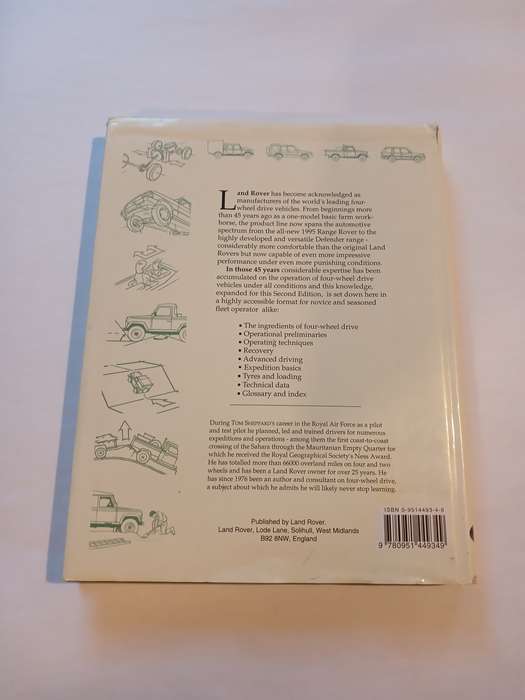 Land Rover has become acknowledged as
manufacturers of the world's leading four-
wheel drive vehicles. From beginnings more
than 45 years ago as a one-model basic farm work-
horse, the product line now spans the automotive
spectrum from the all-new 1995 Range Rover to the
highly developed and versatile Defender range -
considerably more comfortable than the original Land
Rovers but now capable of even more impressive
performance under even more punishing conditions.
In those 45 years considerable expertise has been
accumulated on the operation of four-wheel drive
vehicles under all conditions and this knowledge,
expanded for this Second Edition, is set down here in
a highly accessible format for novice and seasoned
fleet operator alike:
• The ingredients of four-wheel drive
• Operational preliminaries
• Operating techniques
• Recovery
• Advanced driving
• Expedition basics
• Tyres and loading
• Technical data
• Glossary and index
During TOM SHEPPARD's career in the Royal Air Force as a pilot
and test pilot he planned, led and trained drivers for numerous
expeditions and operations - among them the first coast-to-coast
crossing of the Sahara through the Mauritanian Empty Quarter for
which he received the Royal Geographical Society's Ness Award.
He has totalled more than 66000 overland miles on four and two
wheels and has been a Land Rover owner for over 25 years. He
has since 1976 been an author and consultant on four-wheel drive,
a subject about which he admits he will likely never stop learning.
Published by Land Rover,
Land Rover, Lode Lane, Solihull, West Midlands
B92 8NW, England
ISBN 0-9514493-4-9
9 780951 449349